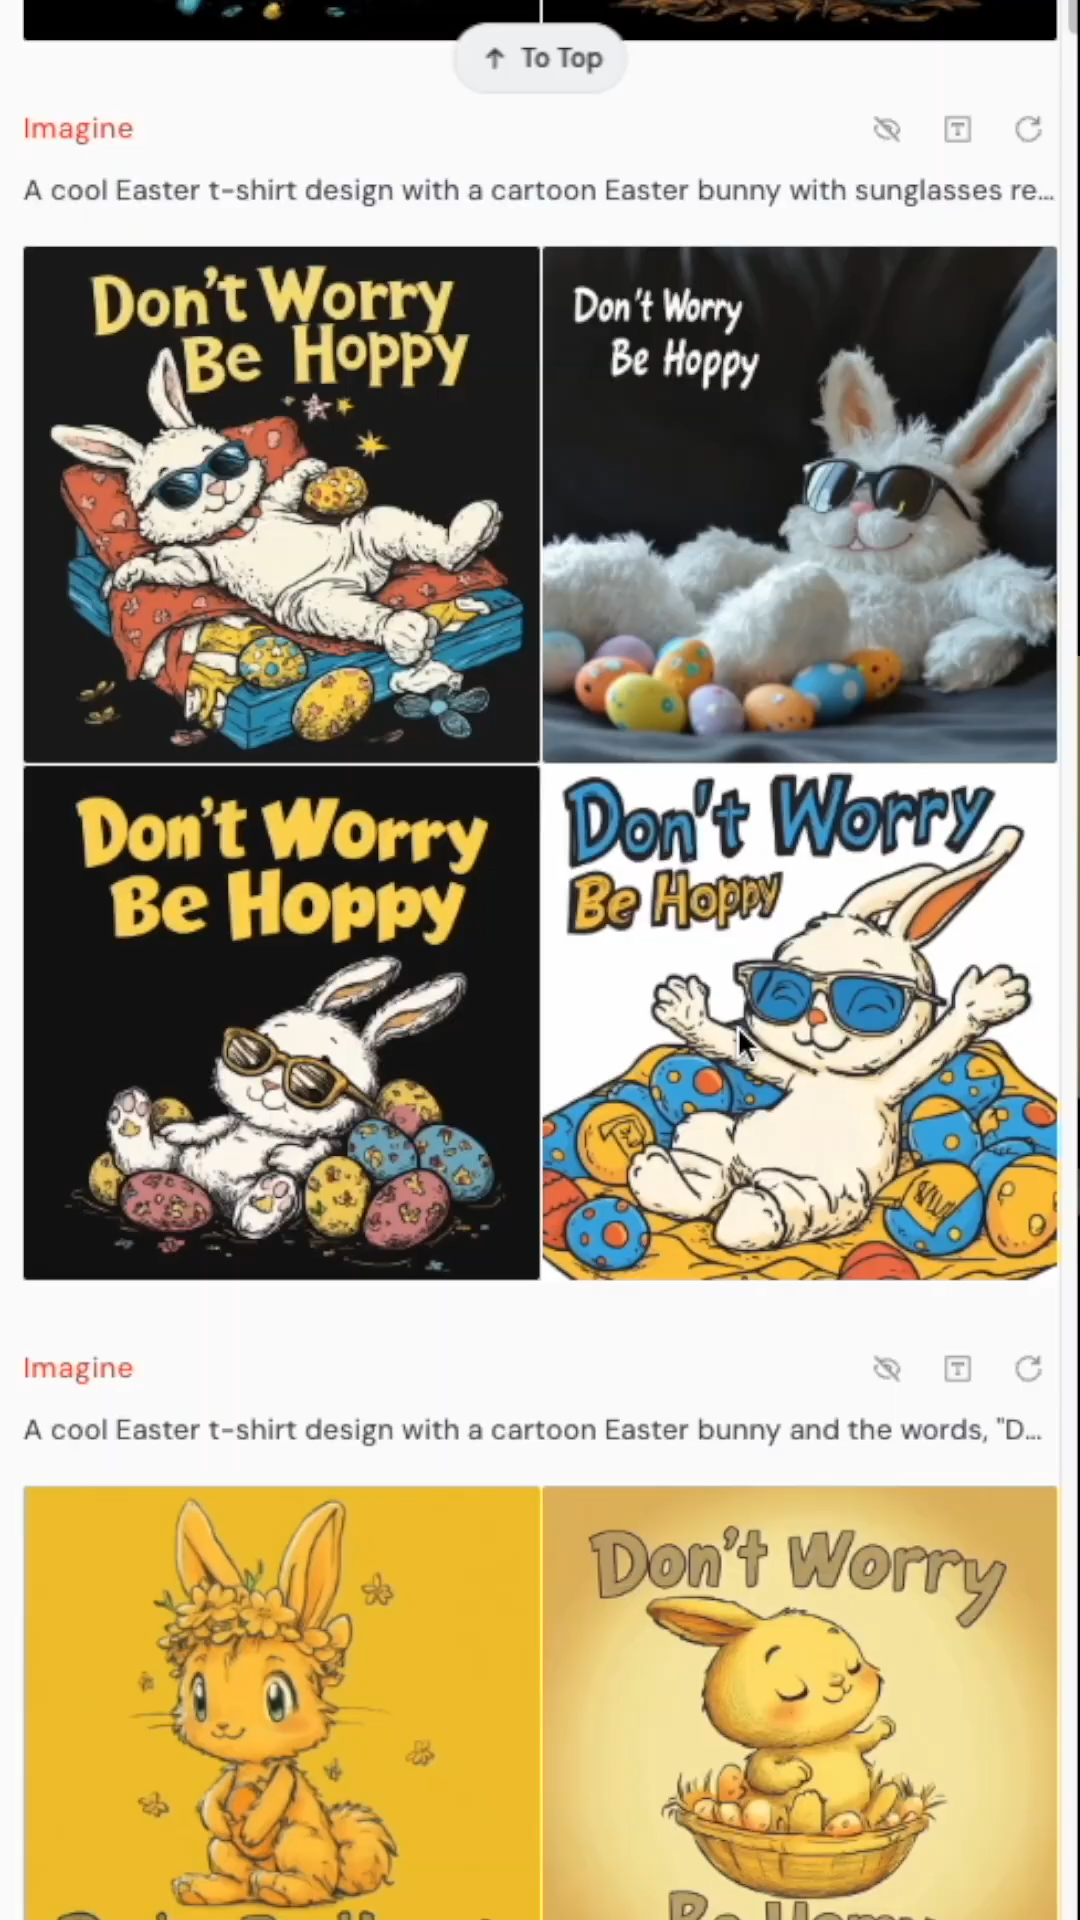 To Top
Imagine
A cool Easter t-shirt design with a cartoon Easter bunny with sunglasses re...
Don't Worry
Be Hoppy
Don't Worry
Be Hoppy
Don't Worry
Be Hoppy
Don't Worry
Be Hoppy
Imagine
A cool Easter t-shirt design with a cartoon Easter bunny and the words, "D...
Don't Worry